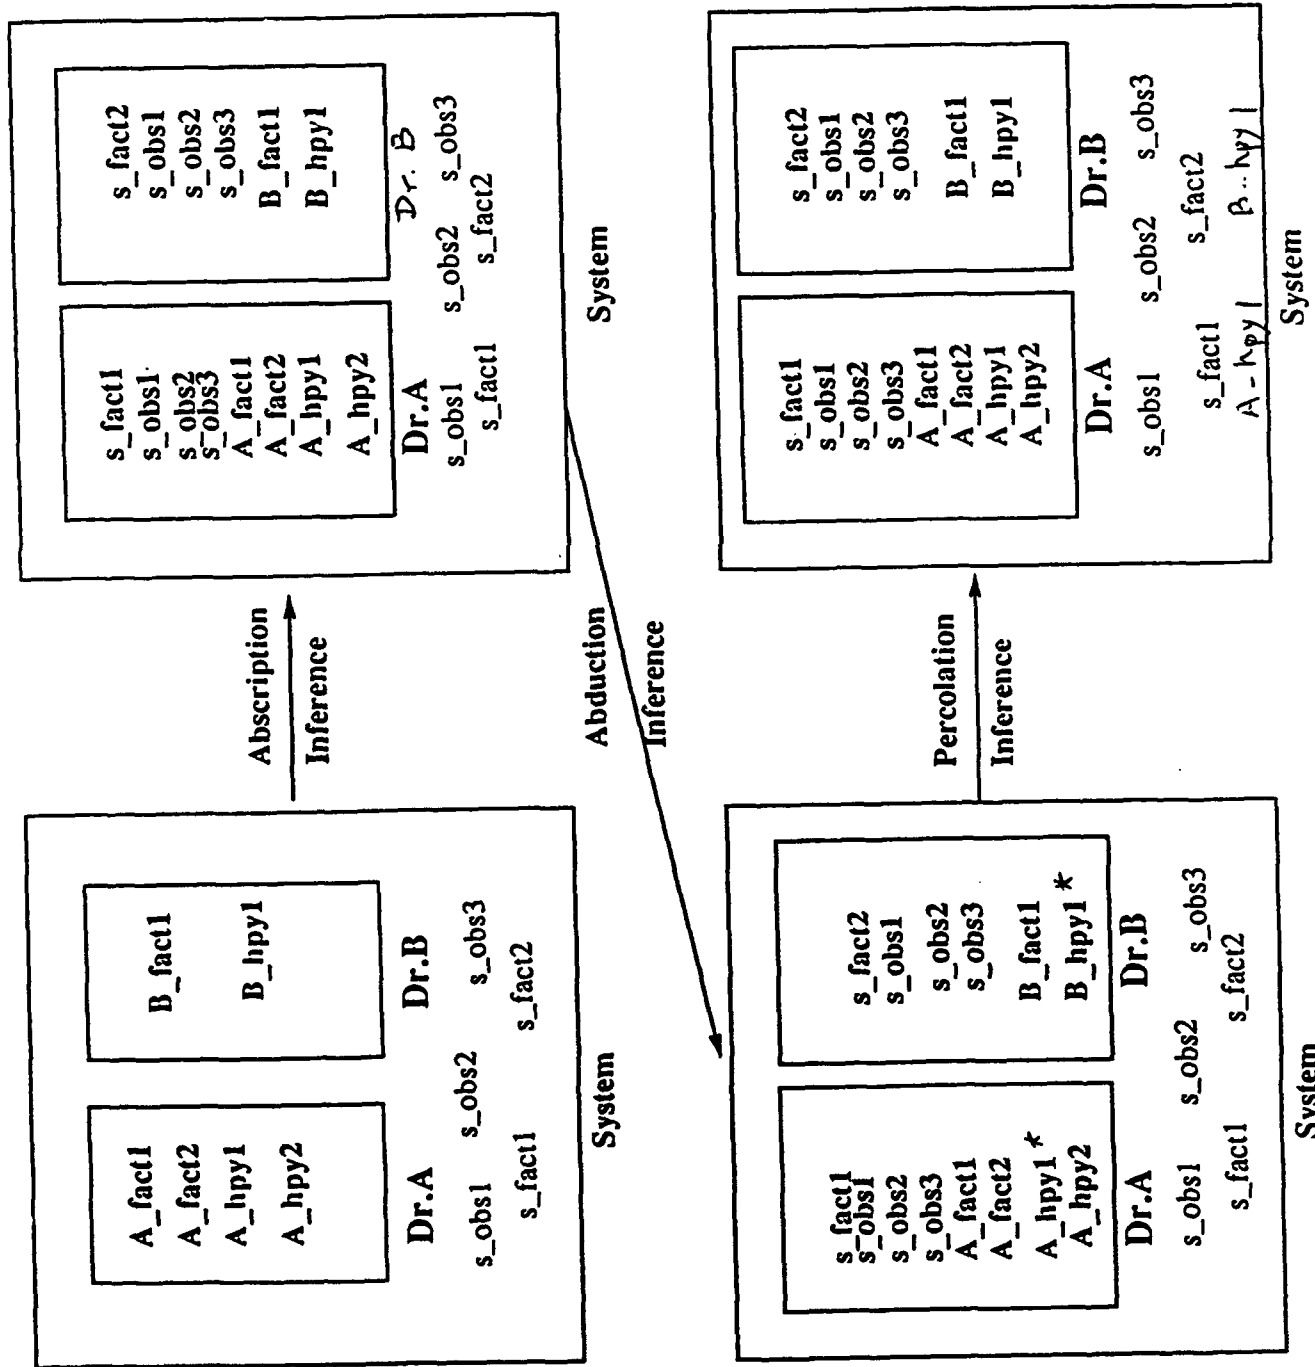 A_fact1
A_fact2
A_hpy1
A_hpy2
Dr.A
B_fact1
B_hpy1
Dr.B
s_obs1 s_obs2 s_obs3
s_fact1 s_fact2
System
Abscription
Inference
s_fact1
s_obs1
s_obs2
s_obs3
A_fact1
A_fact2
A_hpy1
A_hpy2
Dr.A
s_fact2
s_obs1
s_obs2
s_obs3
B_fact1
B_hpy1
Dr. B
s_obs1 s_obs2 s_obs3
s_fact1 s_fact2
System
Abduction
Inference
s_fact1
s_obs1
s_obs2
s_obs3
A_fact1
A_fact2
A_hpy1 *
A_hpy2
Dr.A
s_fact2
s_obs1
s_obs2
s_obs3
B_fact1
B_hpy1 *
Dr.B
s_obs1 s_obs2 s_obs3
s_fact1 s_fact2
System
Percolation
Inference
s_fact1
s_obs1
s_obs2
s_obs3
A_fact1
A_fact2
A_hpy1
A_hpy2
Dr.A
s_fact2
s_obs1
s_obs2
s_obs3
B_fact1
B_hpy1
Dr.B
s_obs1 s_obs2 s_obs3
s_fact1 s_fact2
A-hpy1 B..hpy1
System